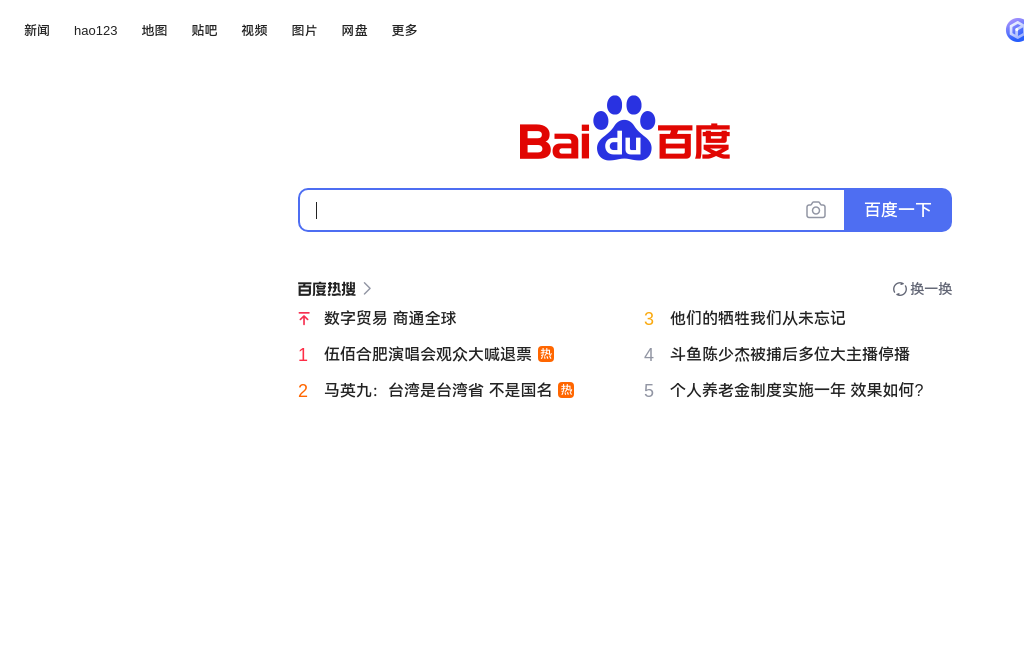 新闻 hao123 地图 贴吧 视频 图片 网盘 更多
Bai du 百度
百度一下
百度热搜 换一换
数字贸易 商通全球
1 伍佰合肥演唱会观众大喊退票 热
2 马英九：台湾是台湾省 不是国名 热
3 他们的牺牲我们从未忘记
4 斗鱼陈少杰被捕后多位大主播停播
5 个人养老金制度实施一年 效果如何?